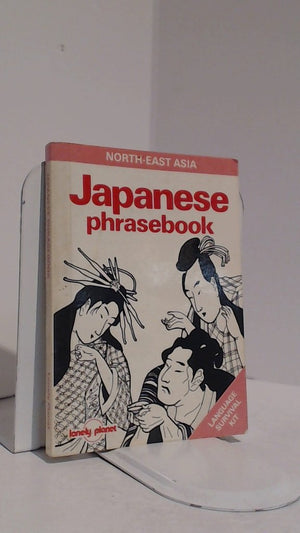 NORTH-EAST ASIA
Japanese
phrasebook
LANGUAGE
SURVIVAL
KIT
lonely planet